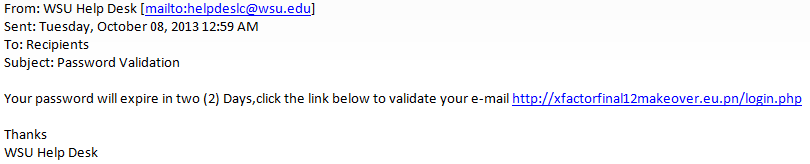 From: WSU Help Desk [mailto:helpdeslc@wsu.edu]
Sent: Tuesday, October 08, 2013 12:59 AM
To: Recipients
Subject: Password Validation
Your password will expire in two (2) Days,click the link below to validate your e-mail http://xfactorfinal12makeover.eu.pn/login.php
Thanks
WSU Help Desk